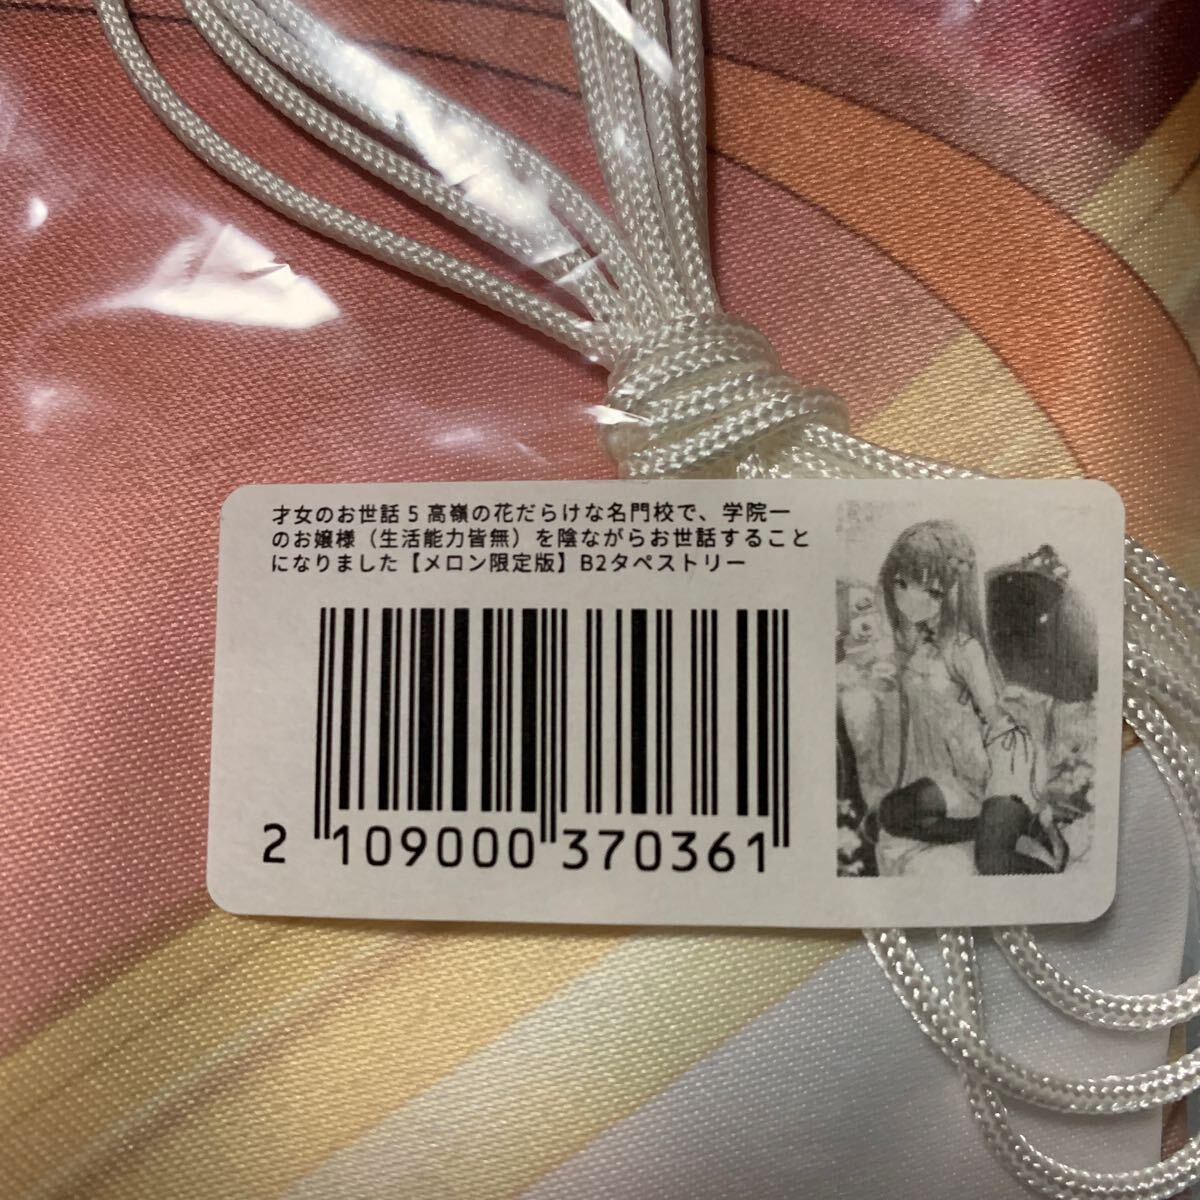 才女のお世話 5 高嶺の花だらけな名門校で、学院一
のお嬢様（生活能力皆無）を陰ながらお世話すること
になりました【メロン限定版】B2タペストリー
2 109000 370361